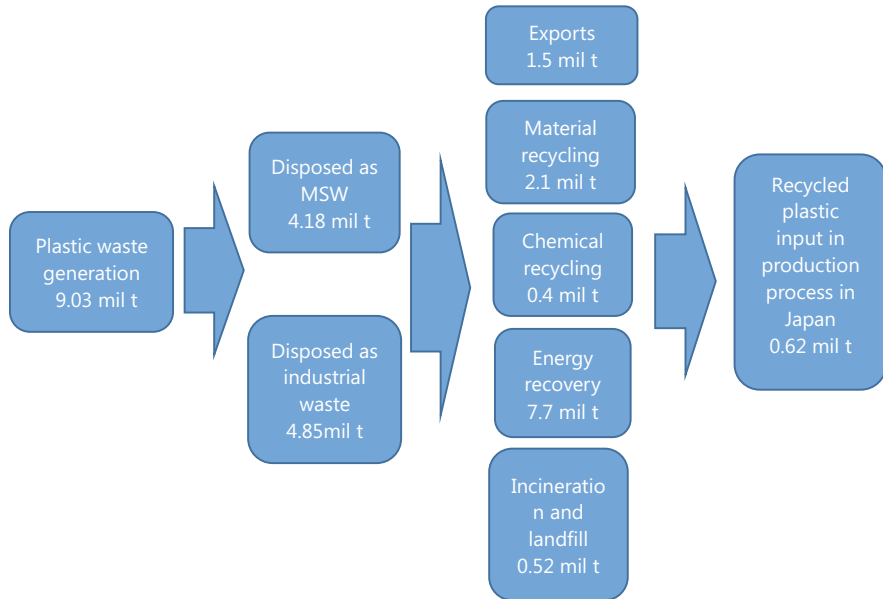 Plastic waste
generation
9.03 mil t
Disposed as
MSW
4.18 mil t
Disposed as
industrial
waste
4.85mil t
Exports
1.5 mil t
Material
recycling
2.1 mil t
Chemical
recycling
0.4 mil t
Energy
recovery
7.7 mil t
Incineratio
n and
landfill
0.52 mil t
Recycled
plastic
input in
production
process in
Japan
0.62 mil t